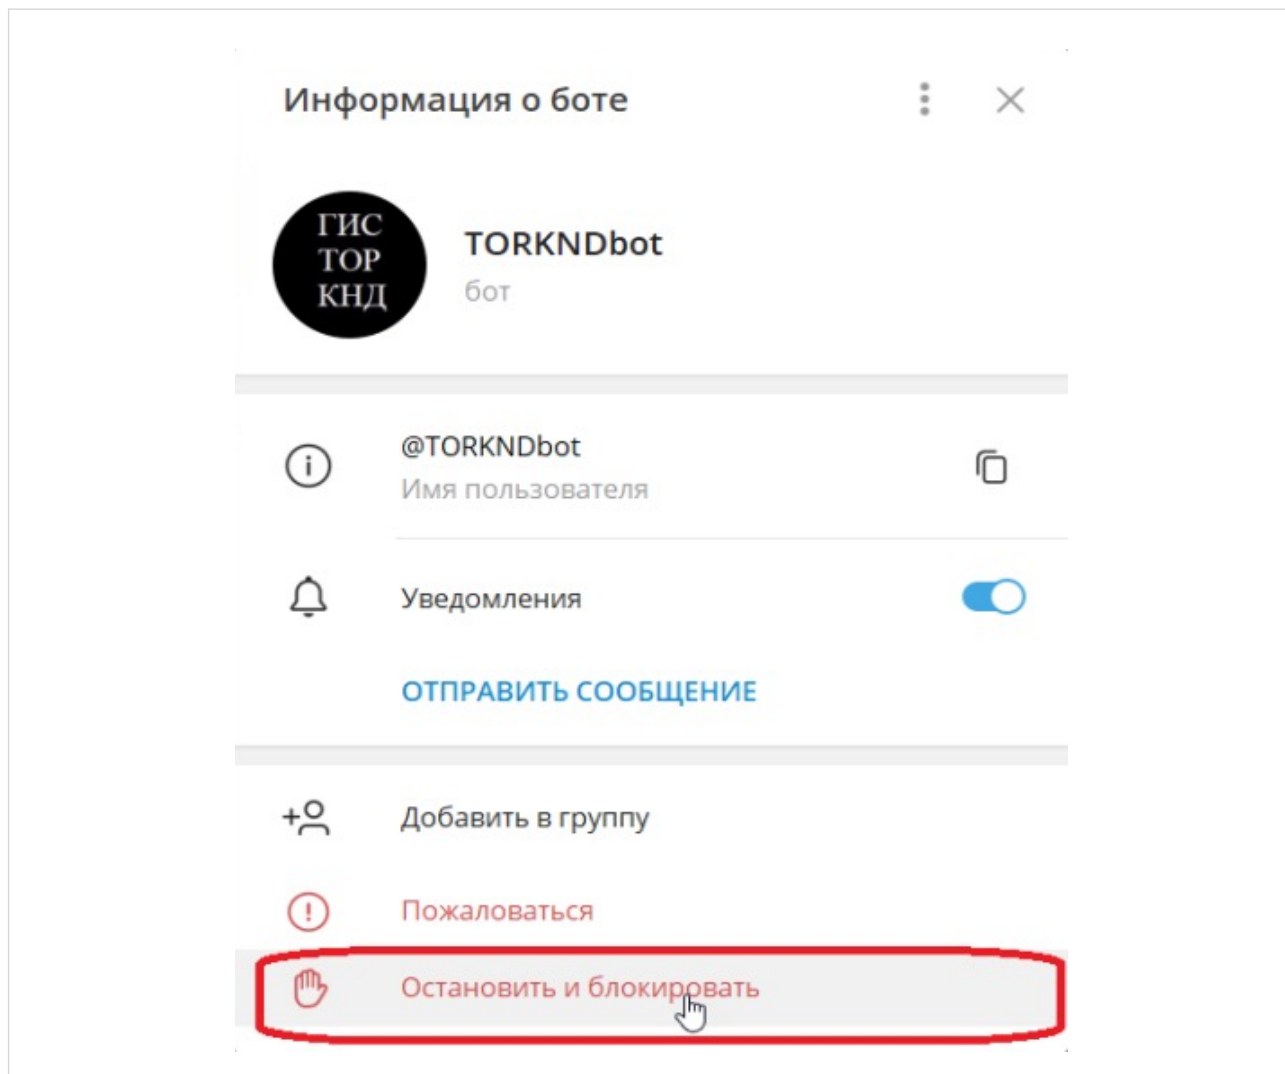 Информация о боте
ГИС
ТОР
КНД
TORKNDbot
бот
@TORKNDbot
Имя пользователя
Уведомления
ОТПРАВИТЬ СООБЩЕНИЕ
Добавить в группу
Пожаловаться
Остановить и блокировать